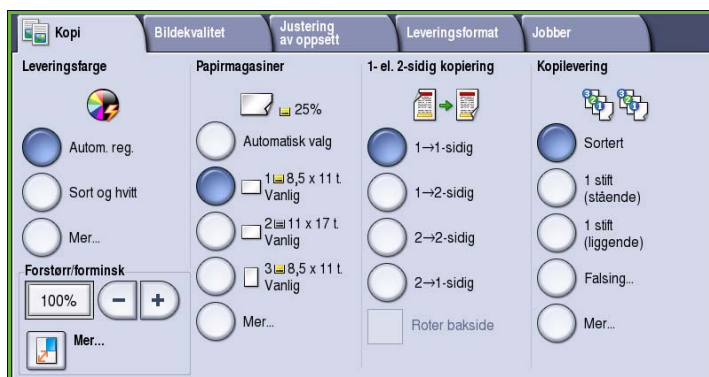 Kopi
Bildekvalitet
Justering
av oppsett
Leveringsformat
Jobber
Leveringsfarge
Autom. reg.
Sort og hvitt
Mer...
Forstørr/forminsk
100%
Mer...
Papirmagasiner
25%
Automatisk valg
1 8,5 x 11 t.
Vanlig
2 11 x 17 t.
Vanlig
3 8,5 x 11 t.
Vanlig
Mer...
1- el. 2-sidig kopiering
1→1-sidig
1→2-sidig
2→2-sidig
2→1-sidig
Roter bakside
Kopilevering
Sortert
1 stift
(stående)
1 stift
(liggende)
Falsing...
Mer...